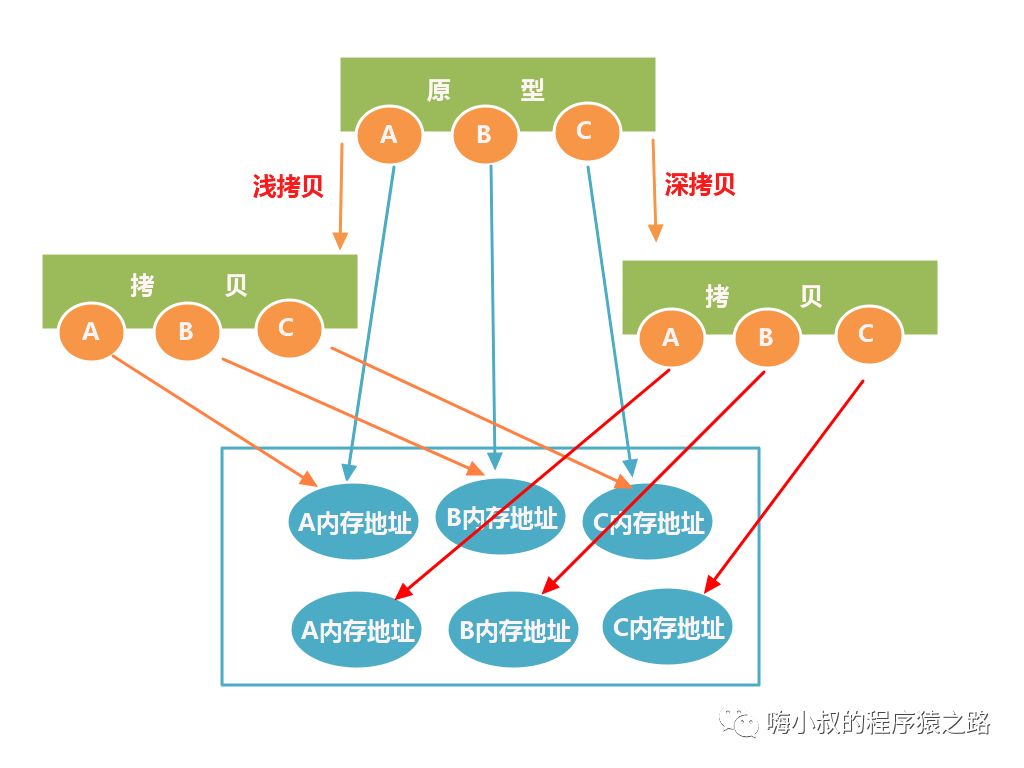 原 型
A B C
浅拷贝
深拷贝
拷 贝
A B C
拷 贝
A B C
A内存地址 B内存地址 C内存地址
A内存地址 B内存地址 C内存地址
嗨小叔的程序猿之路